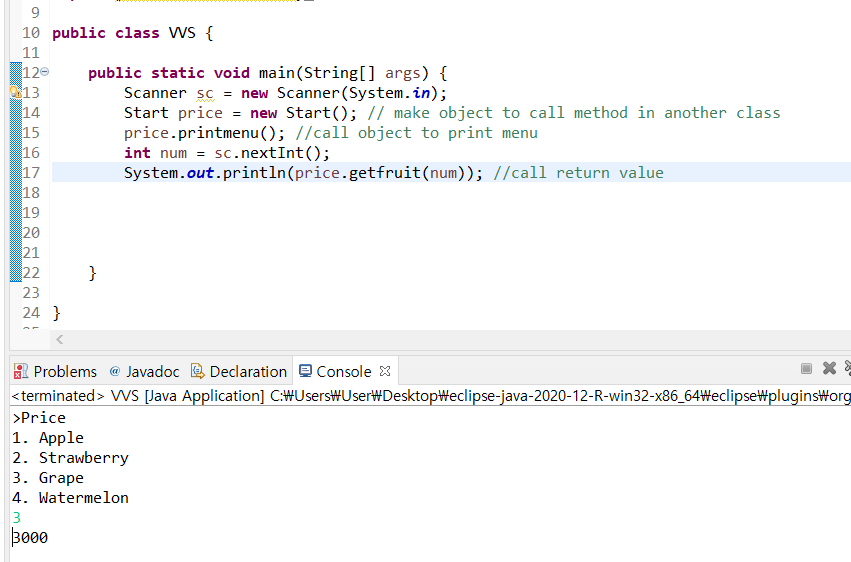 9
10 public class VVS {
11
12 public static void main(String[] args) {
13 Scanner sc = new Scanner(System.in);
14 Start price = new Start(); // make object to call method in another class
15 price.printmenu(); //call object to print menu
16 int num = sc.nextInt();
17 System.out.println(price.getfruit(num)); //call return value
18
19
20
21
22 }
23
24 }
Problems @ Javadoc Declaration Console
<terminated> VVS [Java Application] C:₩Users₩User₩Desktop₩eclipse-java-2020-12-R-win32-x86_64₩eclipse₩plugins₩org
>Price
1. Apple
2. Strawberry
3. Grape
4. Watermelon
3
3000